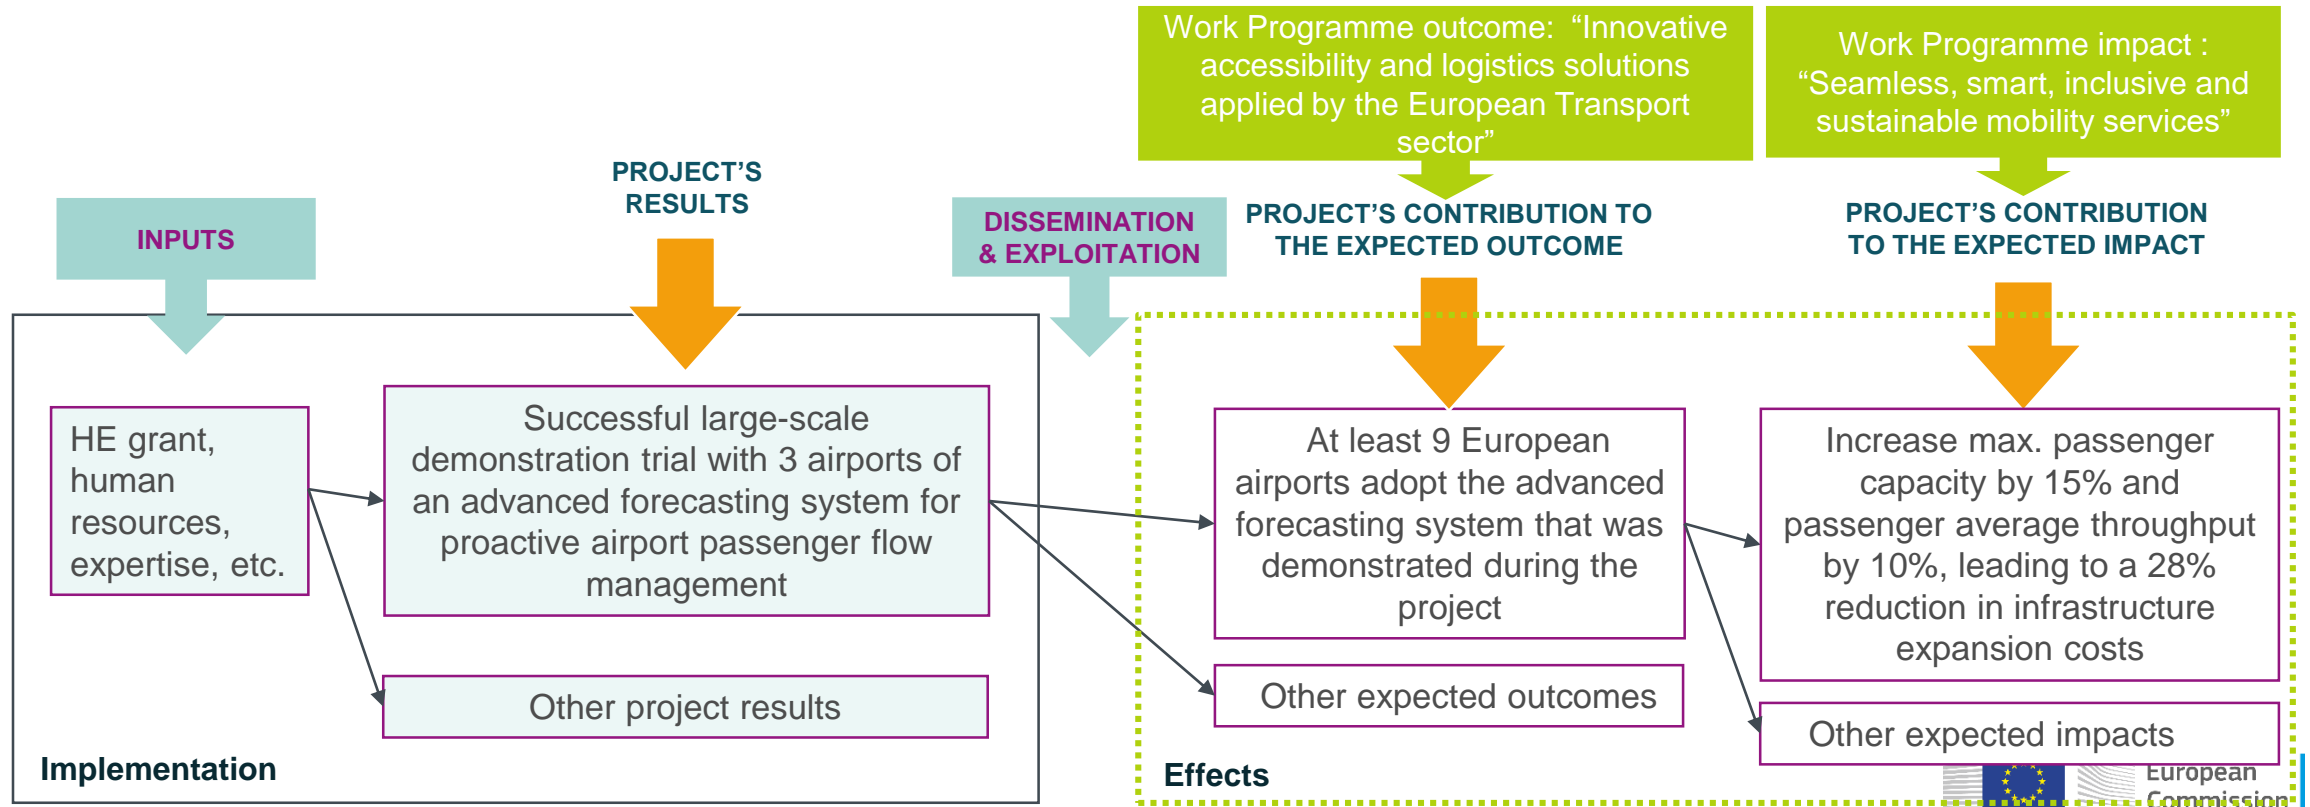 Work Programme outcome: “Innovative
accessibility and logistics solutions
applied by the European Transport
sector”
Work Programme impact :
“Seamless, smart, inclusive and
sustainable mobility services”
PROJECT’S
RESULTS
INPUTS
DISSEMINATION
& EXPLOITATION
PROJECT’S CONTRIBUTION TO
THE EXPECTED OUTCOME
PROJECT’S CONTRIBUTION
TO THE EXPECTED IMPACT
HE grant,
human
resources,
expertise, etc.
Successful large-scale
demonstration trial with 3 airports of
an advanced forecasting system for
proactive airport passenger flow
management
At least 9 European
airports adopt the advanced
forecasting system that was
demonstrated during the
project
Increase max. passenger
capacity by 15% and
passenger average throughput
by 10%, leading to a 28%
reduction in infrastructure
expansion costs
Other project results
Other expected outcomes
Other expected impacts
Implementation
Effects
European
Commission